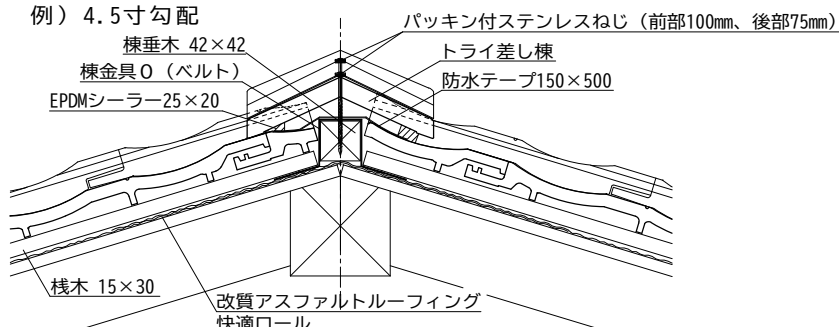 例）4.5寸勾配
パッキン付ステンレスねじ（前部100mm、後部75mm）
棟垂木 42×42
トライ差し棟
棟金具O（ベルト）
防水テープ150×500
EPDMシーラー25×20
桟木 15×30
改質アスファルトルーフィング
快適ロール